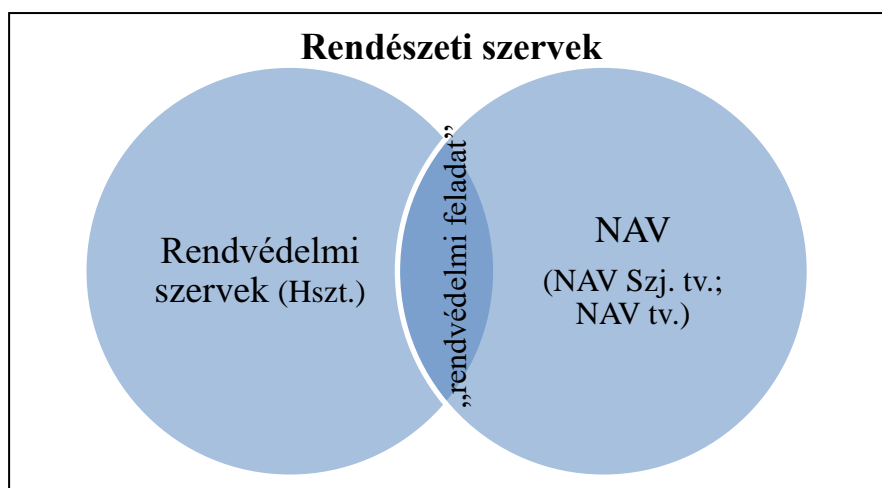 Rendészeti szervek
Rendvédelmi
szervek (Hszt.)
„rendvédelmi feladat”
NAV
(NAV Szj. tv.;
NAV tv.)